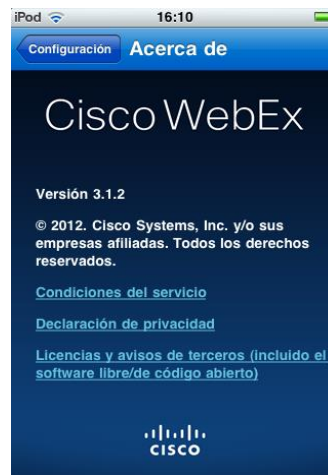 iPod 16:10
Configuración Acerca de
Cisco WebEx
Versión 3.1.2
© 2012. Cisco Systems, Inc. y/o sus
empresas afiliadas. Todos los derechos
reservados.
Condiciones del servicio
Declaración de privacidad
Licencias y avisos de terceros (incluido el
software libre/de código abierto)
CISCO